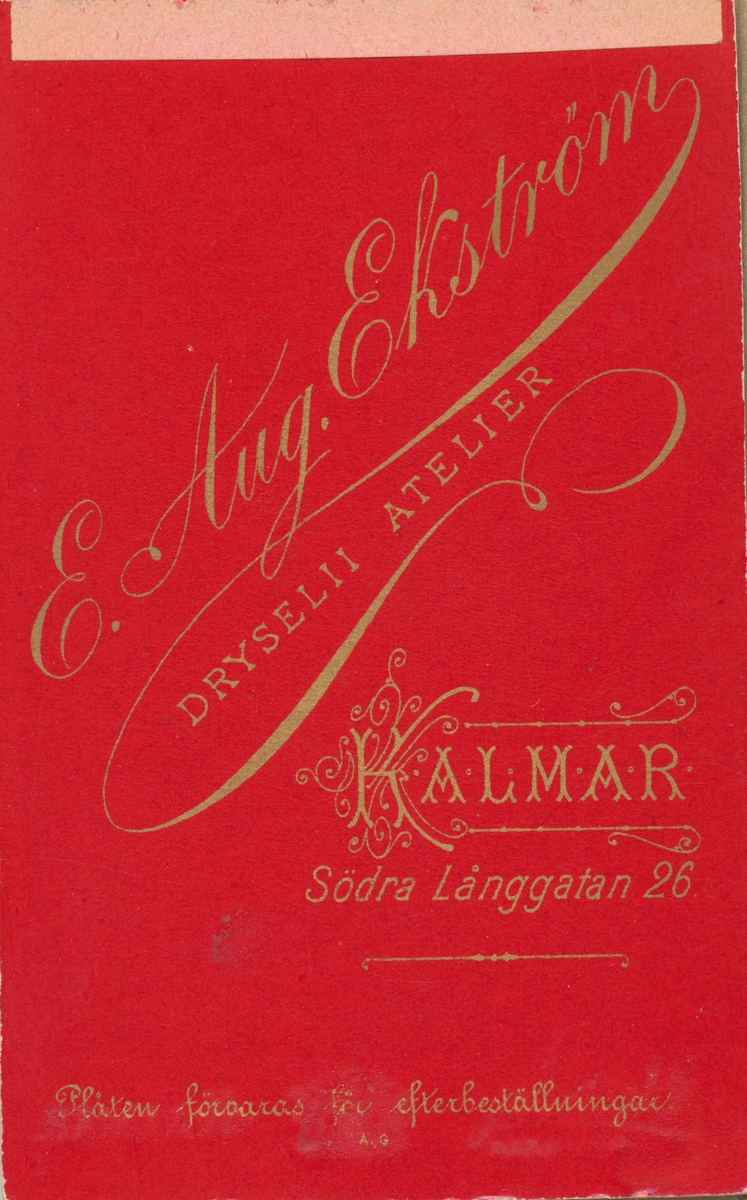 E. Aug. Ekström
DRYSELII ATELIER
KALMAR
Södra Långgatan 26
Plåten förvaras för efterbeställningar.
A. G.